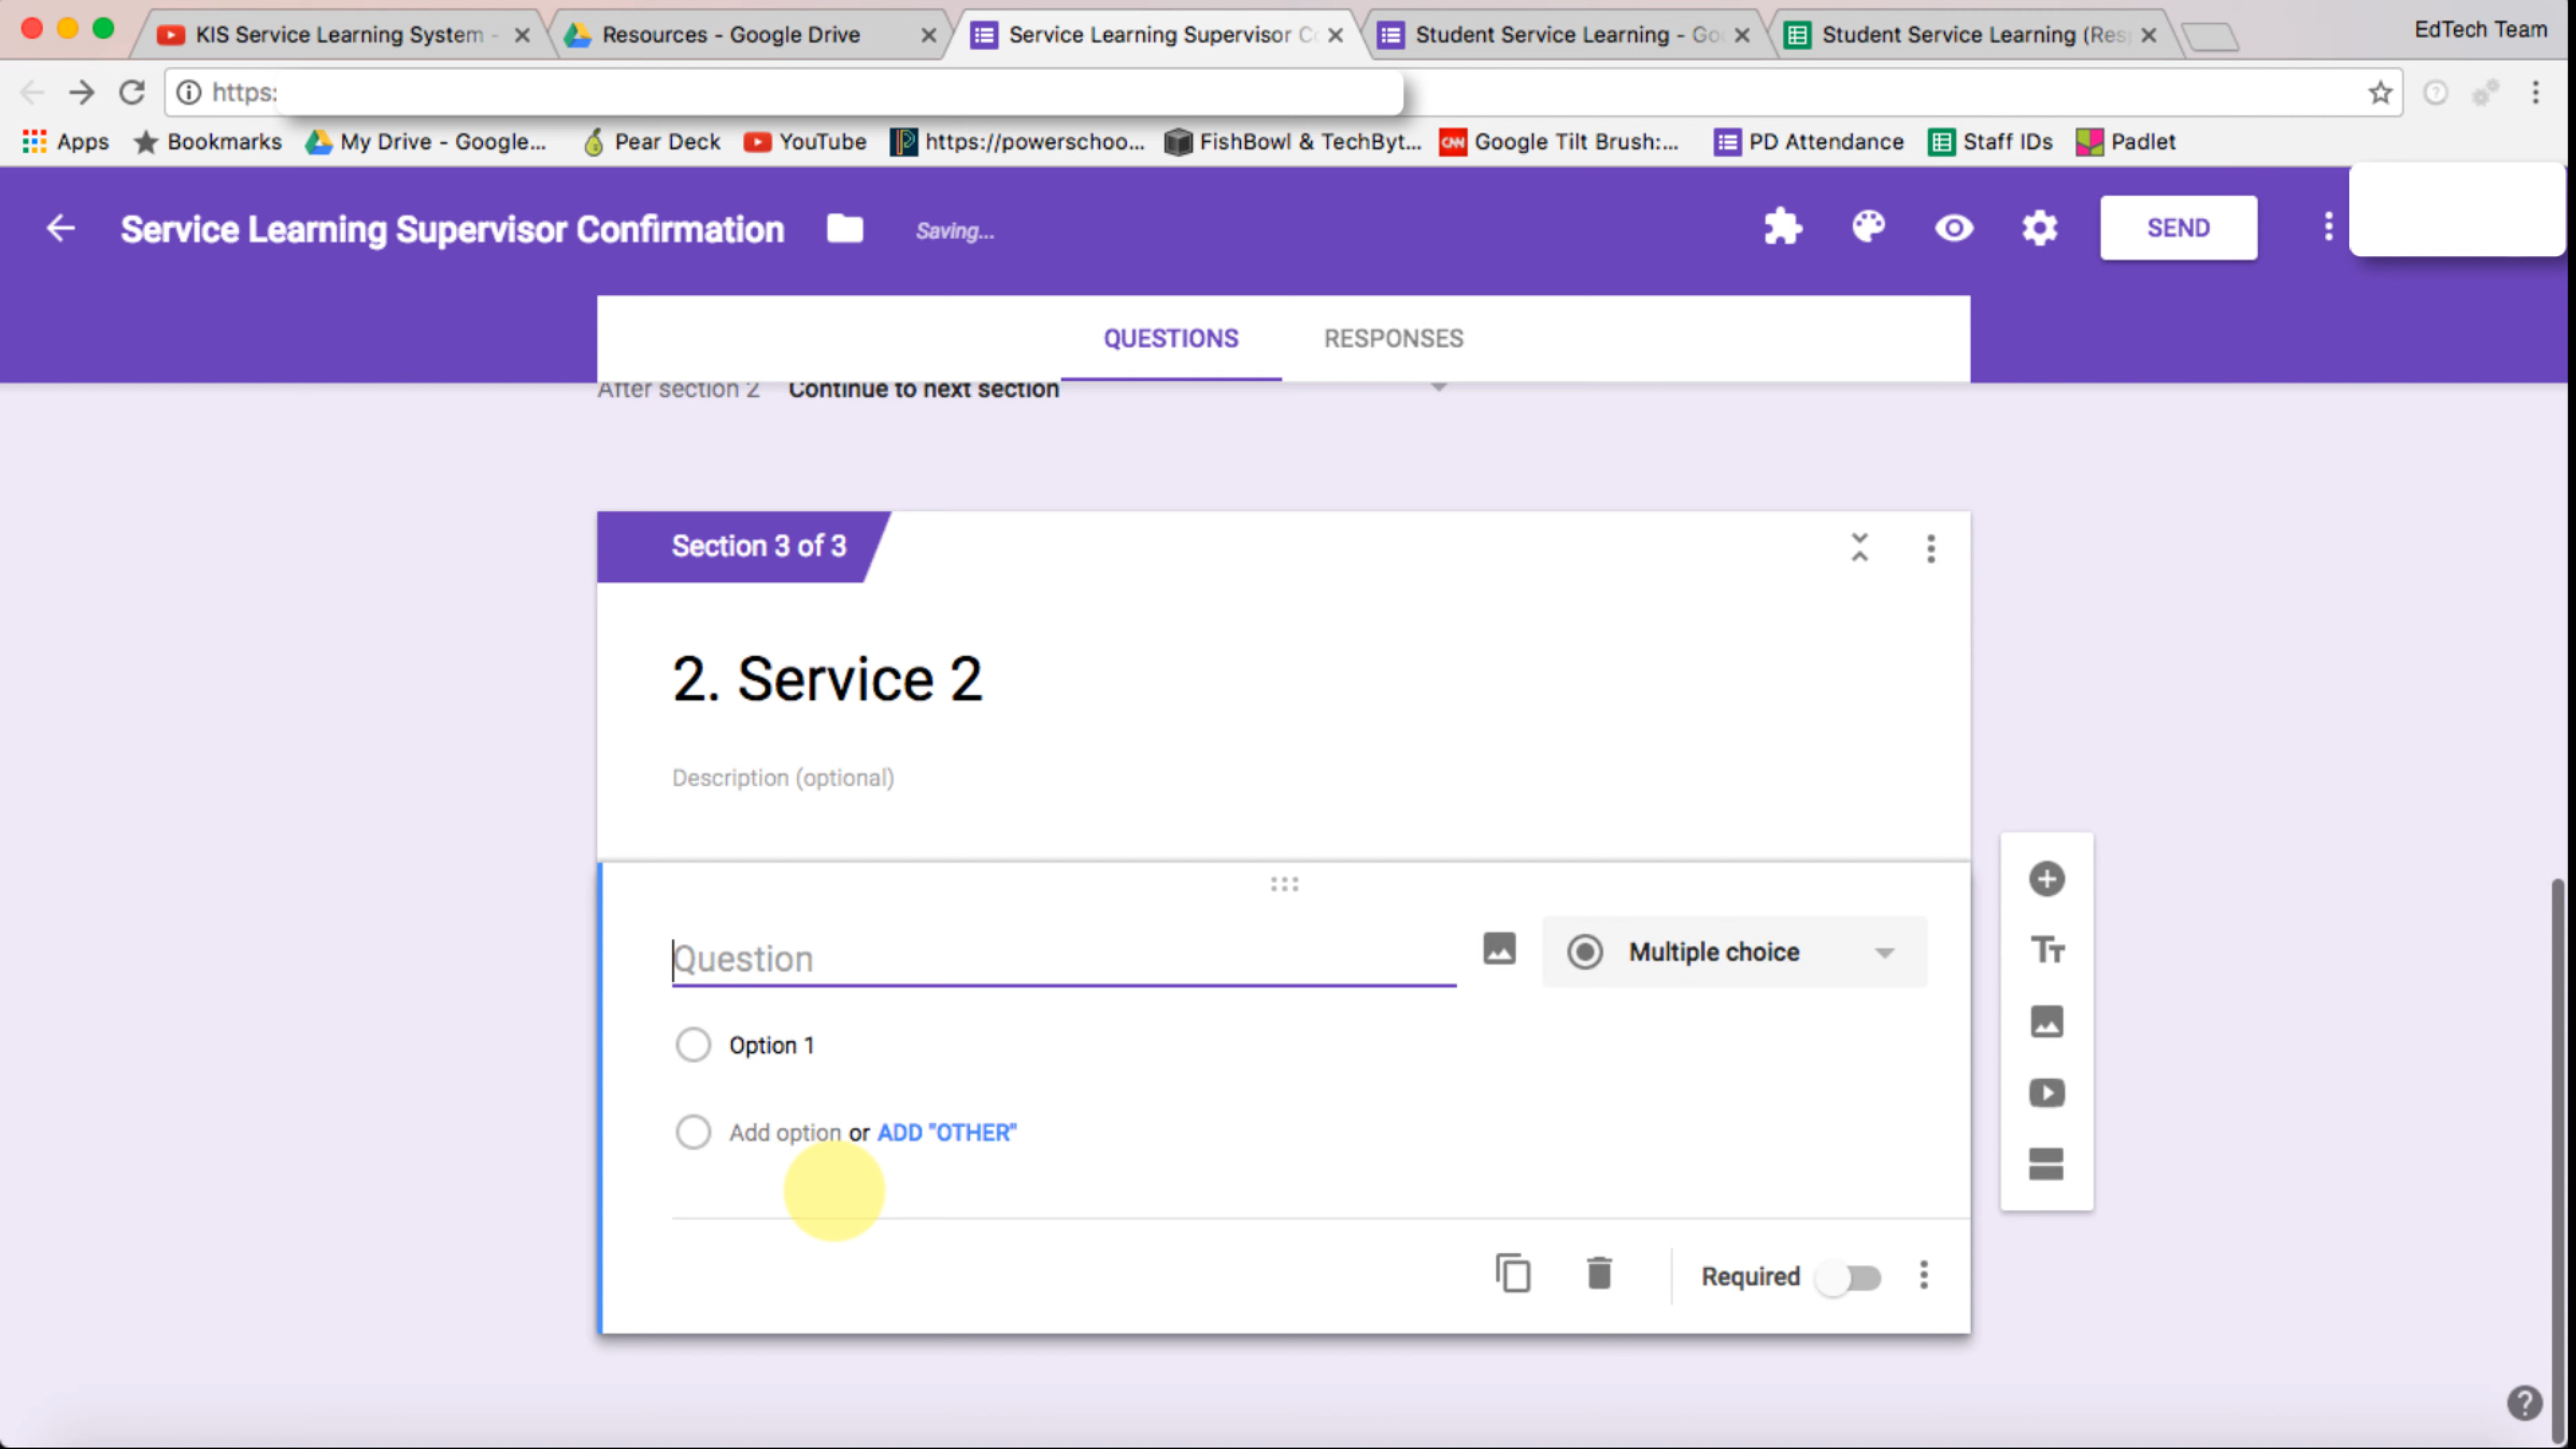 KIS Service Learning System -
Resources - Google Drive
Service Learning Supervisor C
Student Service Learning - Go
Student Service Learning (Res
EdTech Team
https:
Apps
Bookmarks
My Drive - Google...
Pear Deck
YouTube
https://powerschoo...
FishBowl & TechByt...
Google Tilt Brush:...
PD Attendance
Staff IDs
Padlet
Service Learning Supervisor Confirmation
Saving...
SEND
QUESTIONS
RESPONSES
After section 2 Continue to next section
Section 3 of 3
2. Service 2
Description (optional)
Question
Multiple choice
Option 1
Add option or ADD "OTHER"
Required